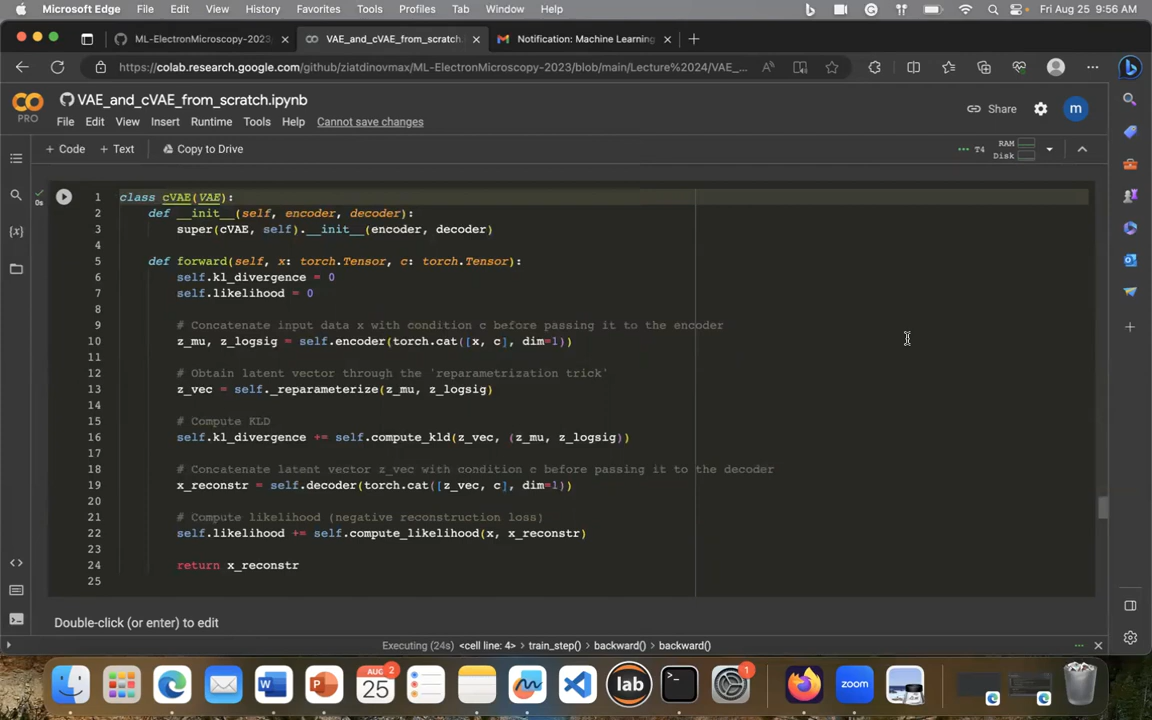 Microsoft Edge File Edit View History Favorites Tools Profiles Tab Window Help Fri Aug 25 9:56 AM
ML-ElectronMicroscopy-2023 VAE_and_cVAE_from_scratch. Notification: Machine Learning
https://colab.research.google.com/github/ziatdinovmax/ML-ElectronMicroscopy-2023/blob/main/Lecture%2024/VAE_...
VAE_and_cVAE_from_scratch.ipynb
PRO
File Edit View Insert Runtime Tools Help Cannot save changes
Share
m
+ Code + Text Copy to Drive
T4 RAM
Disk
0s
1 class cVAE(VAE):
2 def __init__(self, encoder, decoder):
3 super(cVAE, self).__init__(encoder, decoder)
4
5 def forward(self, x: torch.Tensor, c: torch.Tensor):
6 self.kl_divergence = 0
7 self.likelihood = 0
8
9 # Concatenate input data x with condition c before passing it to the encoder
10 z_mu, z_logsig = self.encoder(torch.cat([x, c], dim=1))
11
12 # Obtain latent vector through the 'reparametrization trick'
13 z_vec = self._reparameterize(z_mu, z_logsig)
14
15 # Compute KLD
16 self.kl_divergence += self.compute_kld(z_vec, (z_mu, z_logsig))
17
18 # Concatenate latent vector z_vec with condition c before passing it to the decoder
19 x_reconstr = self.decoder(torch.cat([z_vec, c], dim=1))
20
21 # Compute likelihood (negative reconstruction loss)
22 self.likelihood += self.compute_likelihood(x, x_reconstr)
23
24 return x_reconstr
25
Double-click (or enter) to edit
Executing (24s) <cell line: 4> train_step() backward() backward()
AUG 2
25
lab
zoom
1